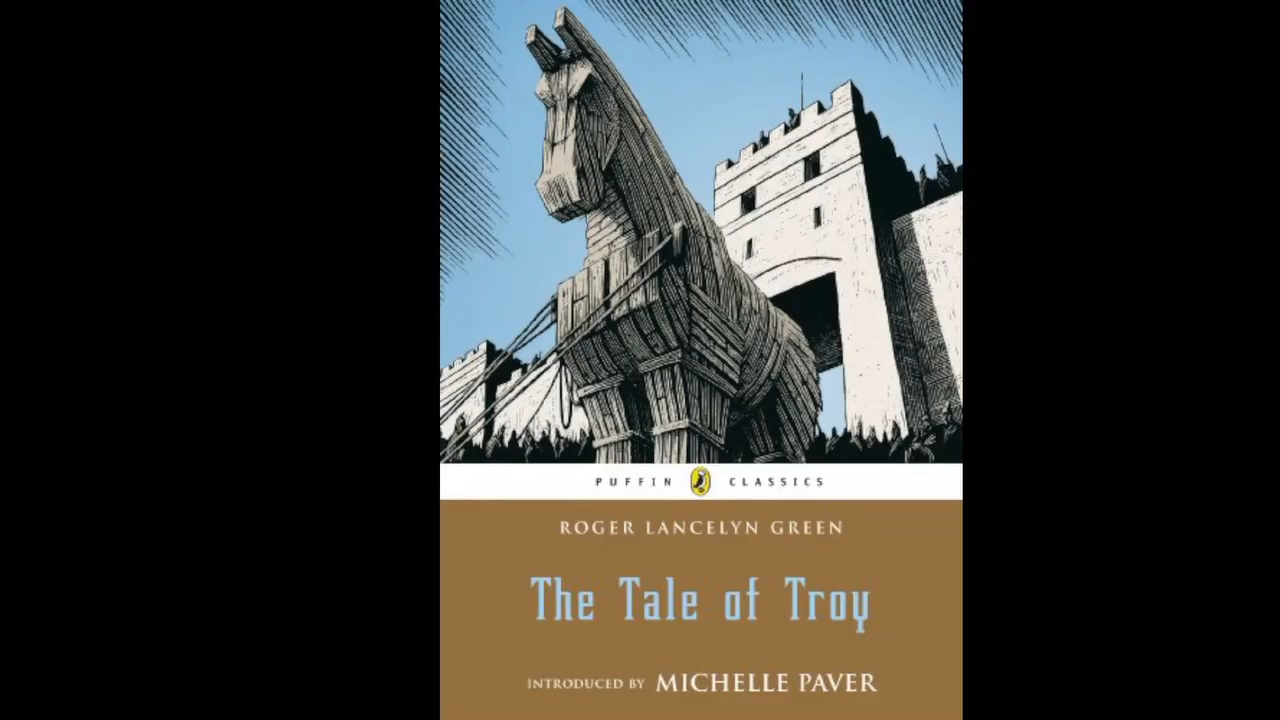 PUFFIN CLASSICS
ROGER LANCELYN GREEN
The Tale of Troy
INTRODUCED BY MICHELLE PAVER